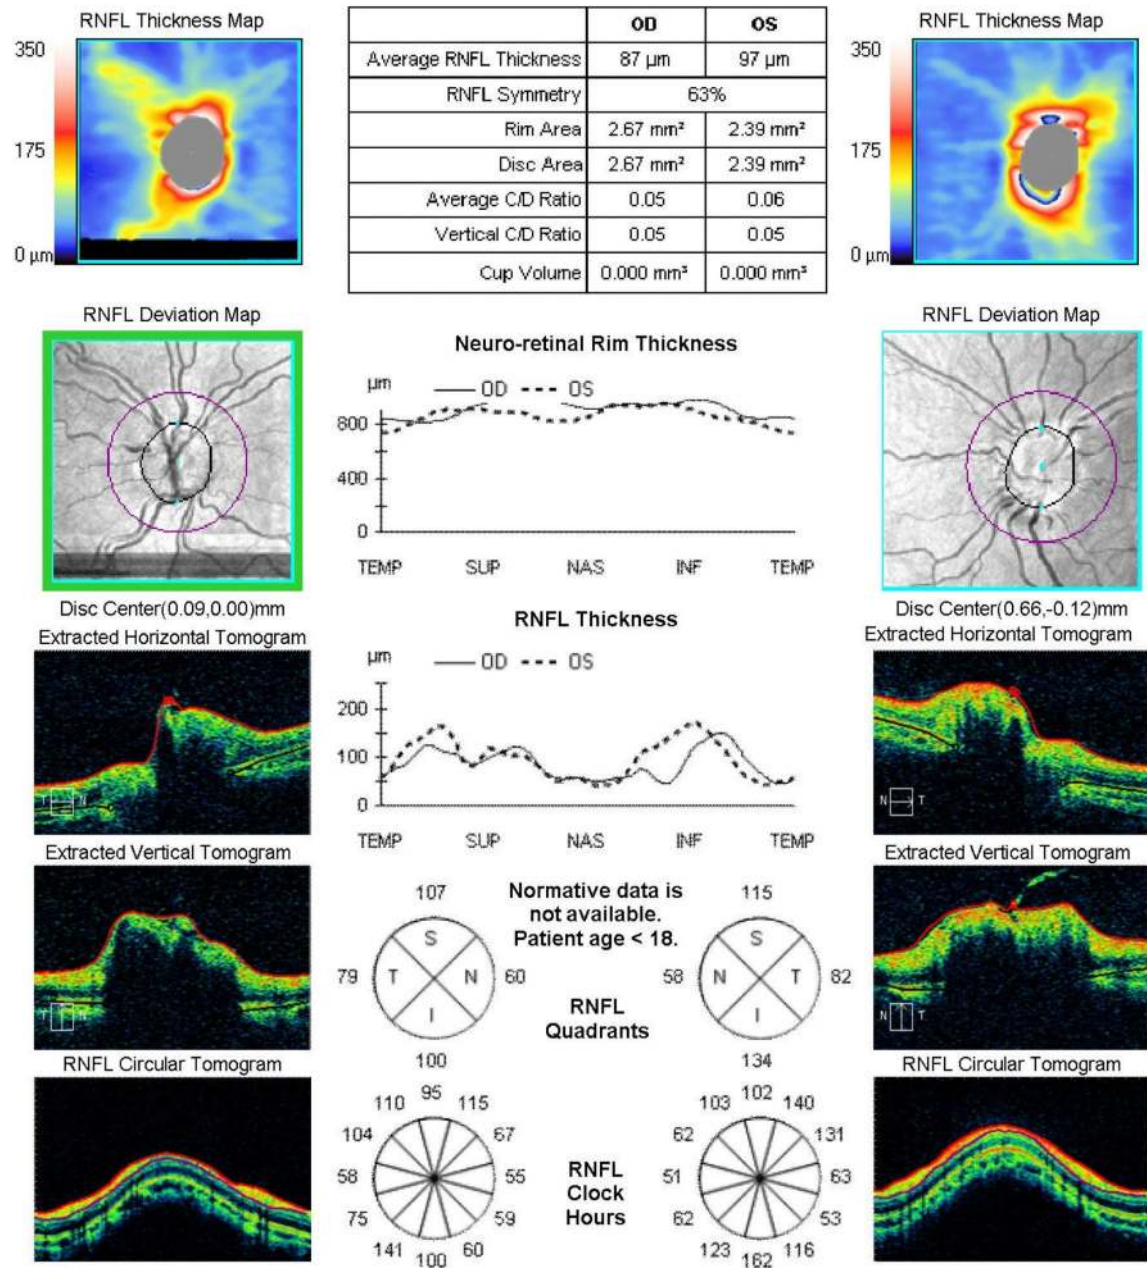 RNFL Thickness Map
350
175
0 µm
OD OS
Average RNFL Thickness 87 µm 97 µm
RNFL Symmetry 63%
Rim Area 2.67 mm² 2.39 mm²
Disc Area 2.67 mm² 2.39 mm²
Average C/D Ratio 0.05 0.06
Vertical C/D Ratio 0.05 0.05
Cup Volume 0.000 mm³ 0.000 mm³
RNFL Thickness Map
350
175
0 µm
RNFL Deviation Map
Disc Center(0.09,0.00)mm
Neuro-retinal Rim Thickness
µm
OD OS
800
400
0
TEMP SUP NAS INF TEMP
RNFL Deviation Map
Disc Center(0.66,-0.12)mm
Extracted Horizontal Tomogram
T N
RNFL Thickness
µm
OD OS
200
100
0
TEMP SUP NAS INF TEMP
Extracted Horizontal Tomogram
N T
Extracted Vertical Tomogram
T N
Normative data is
not available.
Patient age < 18.
107
S
79 T N 60
I
100
RNFL
Quadrants
115
S
58 N T 82
I
134
Extracted Vertical Tomogram
N T
RNFL Circular Tomogram
95
110 115
104 67
58 55
75 59
141 60
100
RNFL
Clock
Hours
102
103 140
62 131
51 63
62 53
123 116
162
RNFL Circular Tomogram